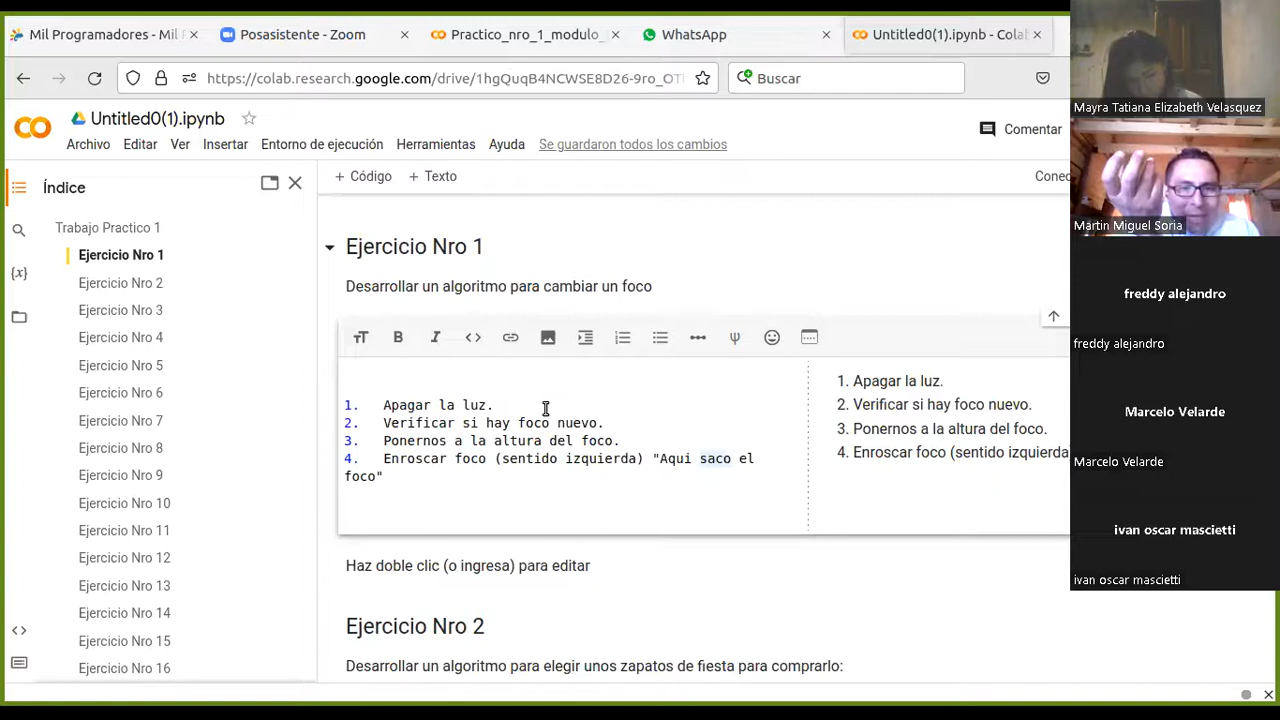 Mil Programadores - Mil P
Posasistente - Zoom
Practico_nro_1_modulo_
WhatsApp
Untitled0(1).ipynb - Colab
https://colab.research.google.com/drive/1hgQuqB4NCWSE8D26-9ro_OTI
Buscar
Untitled0(1).ipynb
Comentar
Archivo Editar Ver Insertar Entorno de ejecución Herramientas Ayuda Se guardaron todos los cambios
Índice
+ Código + Texto
Conec
Trabajo Practico 1
Ejercicio Nro 1
Ejercicio Nro 2
Ejercicio Nro 3
Ejercicio Nro 4
Ejercicio Nro 5
Ejercicio Nro 6
Ejercicio Nro 7
Ejercicio Nro 8
Ejercicio Nro 9
Ejercicio Nro 10
Ejercicio Nro 11
Ejercicio Nro 12
Ejercicio Nro 13
Ejercicio Nro 14
Ejercicio Nro 15
Ejercicio Nro 16
Ejercicio Nro 1
Desarrollar un algoritmo para cambiar un foco
1. Apagar la luz.
2. Verificar si hay foco nuevo.
3. Ponernos a la altura del foco.
4. Enroscar foco (sentido izquierda) "Aqui saco el
foco"
1. Apagar la luz.
2. Verificar si hay foco nuevo.
3. Ponernos a la altura del foco.
4. Enroscar foco (sentido izquierda)
Haz doble clic (o ingresa) para editar
Ejercicio Nro 2
Desarrollar un algoritmo para elegir unos zapatos de fiesta para comprarlo:
Mayra Tatiana Elizabeth Velasquez
Martin Miguel Soria
freddy alejandro
freddy alejandro
Marcelo Velarde
Marcelo Velarde
ivan oscar mascietti
ivan oscar mascietti